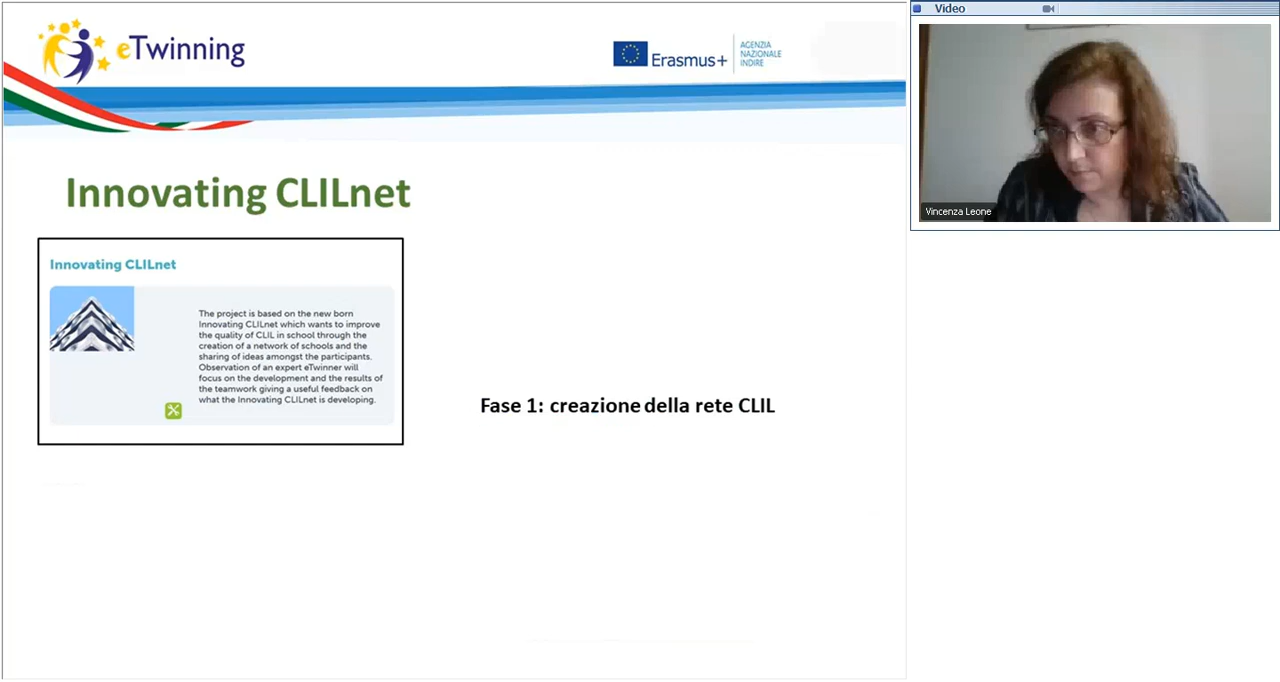 eTwinning
Erasmus+
AGENZIA
NAZIONALE
INDIRE
Video
Vincenza Leone
Innovating CLILnet
Innovating CLILnet
The project is based on the new born
Innovating CLILnet which wants to improve
the quality of CLIL in school through the
creation of a network of schools and the
sharing of ideas amongst the participants.
Observation of an expert eTwinner will
focus on the development and the results of
the teamwork giving a useful feedback on
what the Innovating CLILnet is developing.
Fase 1: creazione della rete CLIL